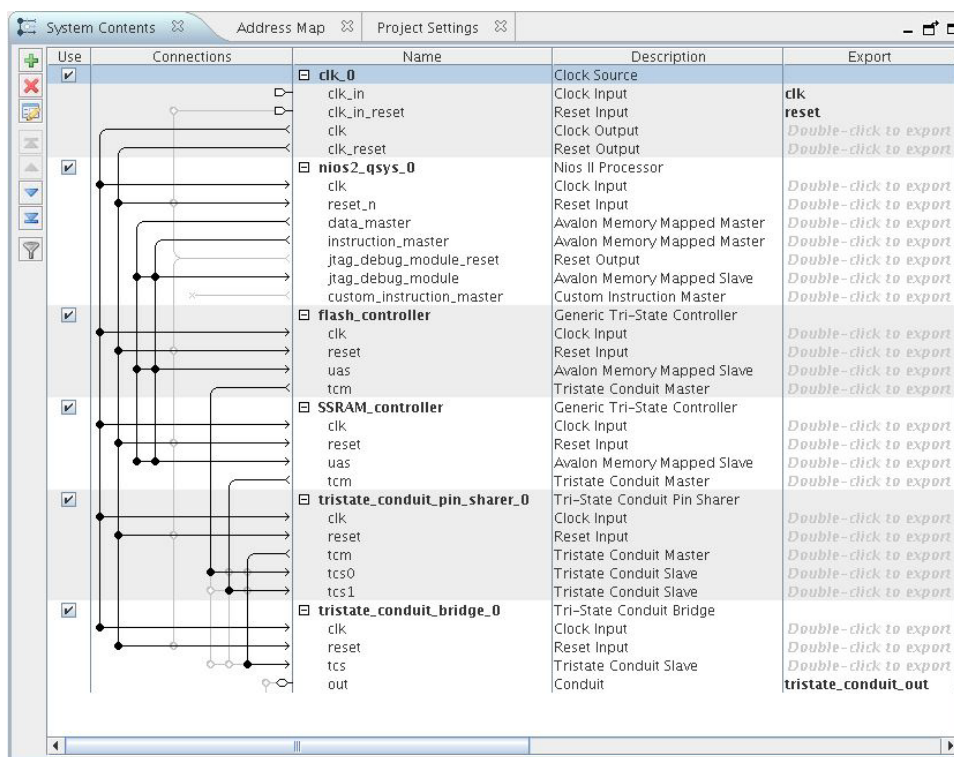 System Contents Address Map Project Settings
Use Connections Name Description Export
clk_0 Clock Source
clk_in Clock Input clk
clk_in_reset Reset Input reset
clk Clock Output Double-click to export
clk_reset Reset Output Double-click to export
nios2_qsys_0 Nios II Processor
clk Clock Input Double-click to export
reset_n Reset Input Double-click to export
data_master Avalon Memory Mapped Master Double-click to export
instruction_master Avalon Memory Mapped Master Double-click to export
jtag_debug_module_reset Reset Output Double-click to export
jtag_debug_module Avalon Memory Mapped Slave Double-click to export
custom_instruction_master Custom Instruction Master Double-click to export
flash_controller Generic Tri-State Controller
clk Clock Input Double-click to export
reset Reset Input Double-click to export
uas Avalon Memory Mapped Slave Double-click to export
tcm Tristate Conduit Master Double-click to export
SSRAM_controller Generic Tri-State Controller
clk Clock Input Double-click to export
reset Reset Input Double-click to export
uas Avalon Memory Mapped Slave Double-click to export
tcm Tristate Conduit Master Double-click to export
tristate_conduit_pin_sharer_0 Tri-State Conduit Pin Sharer
clk Clock Input Double-click to export
reset Reset Input Double-click to export
tcm Tristate Conduit Master Double-click to export
tcs0 Tristate Conduit Slave Double-click to export
tcs1 Tristate Conduit Slave Double-click to export
tristate_conduit_bridge_0 Tri-State Conduit Bridge
clk Clock Input Double-click to export
reset Reset Input Double-click to export
tcs Tristate Conduit Slave Double-click to export
out Conduit tristate_conduit_out